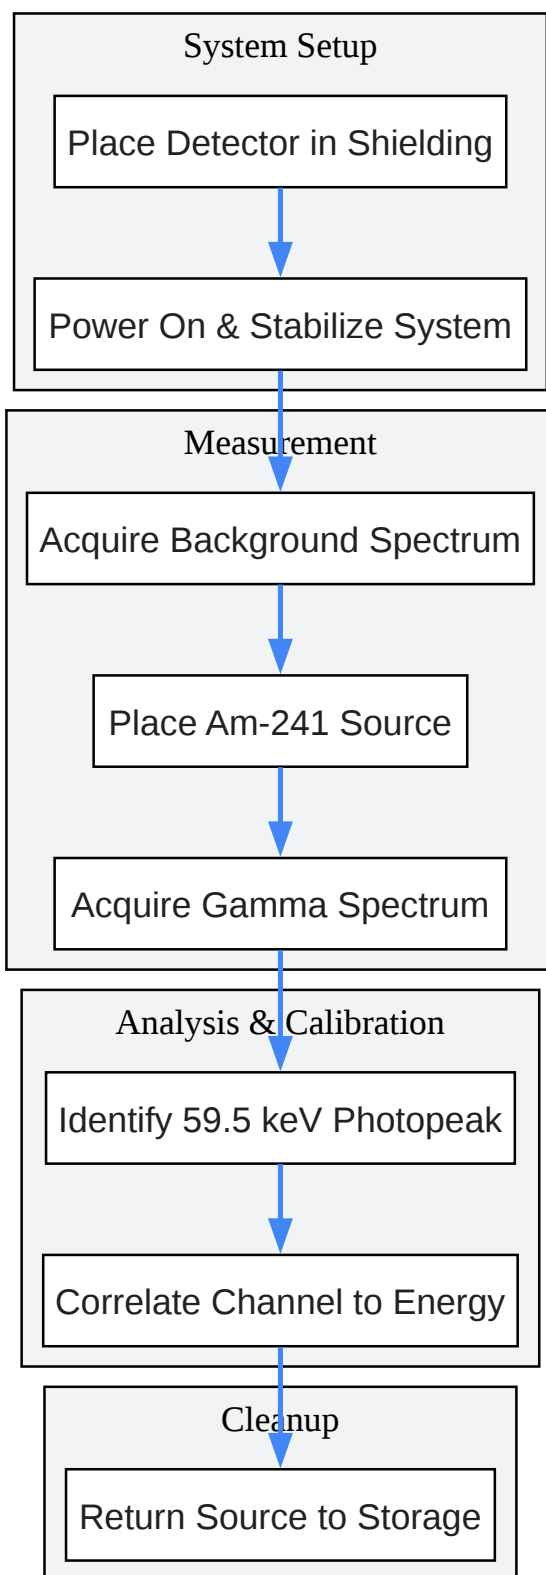 System Setup
Place Detector in Shielding
Power On & Stabilize System
Measurement
Acquire Background Spectrum
Place Am-241 Source
Acquire Gamma Spectrum
Analysis & Calibration
Identify 59.5 keV Photopeak
Correlate Channel to Energy
Cleanup
Return Source to Storage